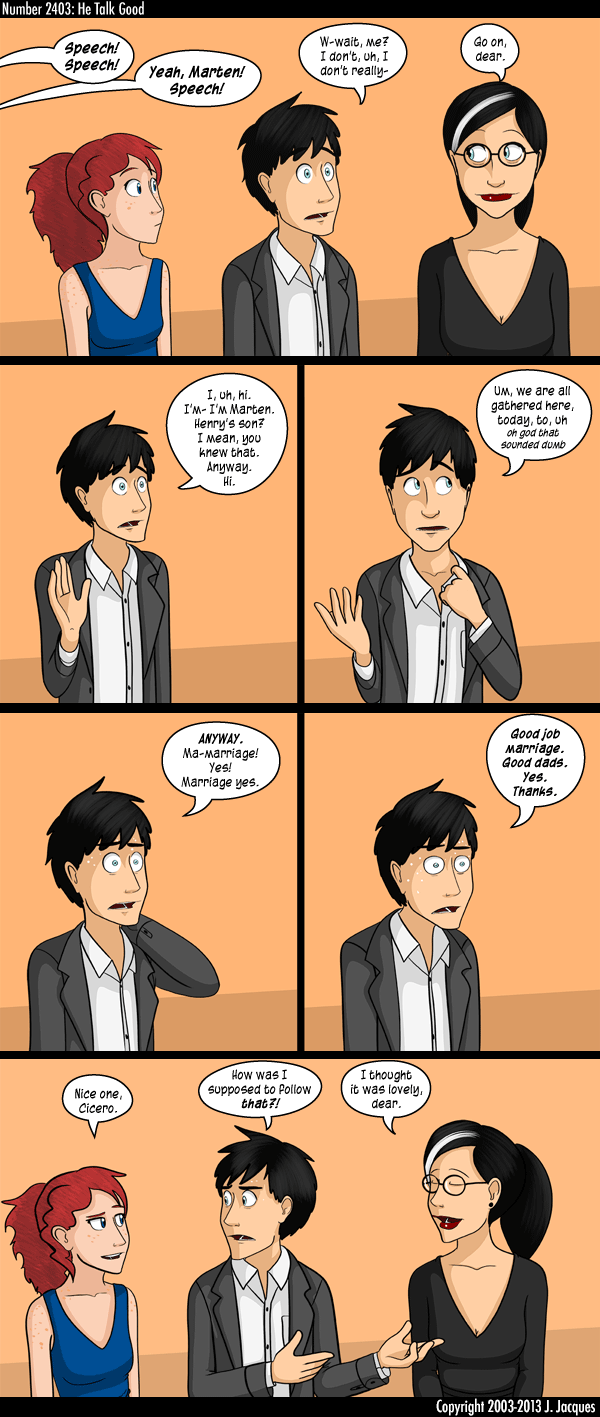 Number 2403: He Talk Good
Speech!
Speech!
Yeah, Marten!
Speech!
W-wait, me?
I don't, uh, I
don't really-
Go on,
dear.
I, uh, hi.
I'm- I'm Marten.
Henry's son?
I mean, you
knew that.
Anyway.
Hi.
Um, we are all
gathered here,
today, to, uh
oh god that
sounded dumb
ANYWAY.
Ma-marriage!
Yes!
Marriage yes.
Good job
marriage.
Good dads.
Yes.
Thanks.
Nice one,
Cicero.
How was I
supposed to follow
that?!
I thought
it was lovely,
dear.
Copyright 2003-2013 J. Jacques